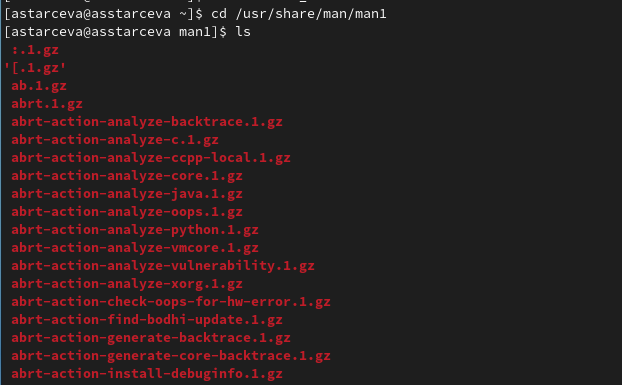 [astarceva@asstarceva ~]$ cd /usr/share/man/man1
[astarceva@asstarceva man1]$ ls
:.1.gz
'[.1.gz'
ab.1.gz
abrt.1.gz
abrt-action-analyze-backtrace.1.gz
abrt-action-analyze-c.1.gz
abrt-action-analyze-ccpp-local.1.gz
abrt-action-analyze-core.1.gz
abrt-action-analyze-java.1.gz
abrt-action-analyze-oops.1.gz
abrt-action-analyze-python.1.gz
abrt-action-analyze-vmcore.1.gz
abrt-action-analyze-vulnerability.1.gz
abrt-action-analyze-xorg.1.gz
abrt-action-check-oops-for-hw-error.1.gz
abrt-action-find-bodhi-update.1.gz
abrt-action-generate-backtrace.1.gz
abrt-action-generate-core-backtrace.1.gz
abrt-action-install-debuginfo.1.gz